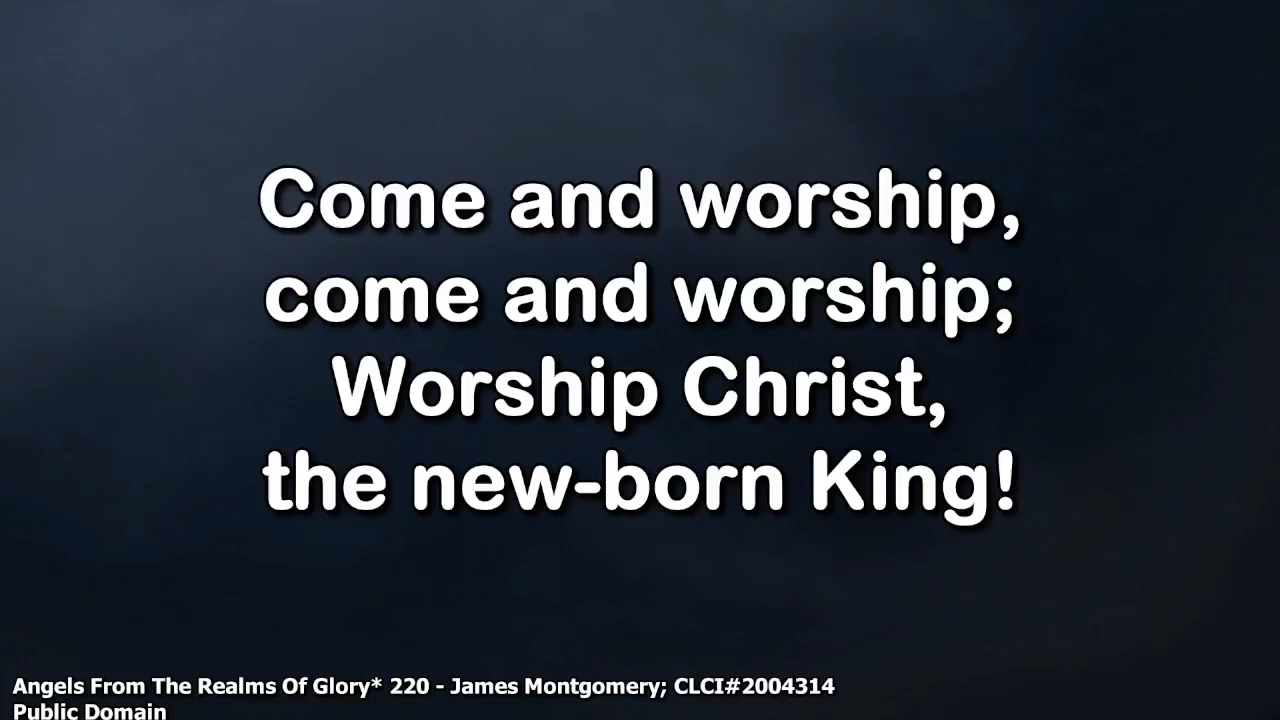 Come and worship,
come and worship;
Worship Christ,
the new-born King!
Angels From The Realms Of Glory* 220 - James Montgomery; CLCI#2004314
Public Domain